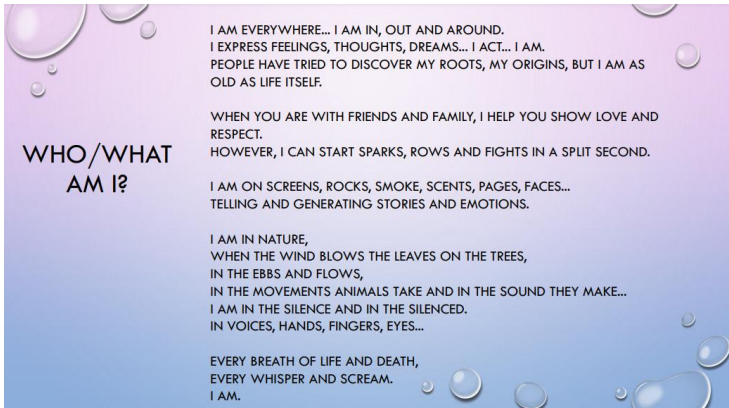 WHO/WHAT
AM I?
I AM EVERYWHERE... I AM IN, OUT AND AROUND.
I EXPRESS FEELINGS, THOUGHTS, DREAMS... I ACT... I AM.
PEOPLE HAVE TRIED TO DISCOVER MY ROOTS, MY ORIGINS, BUT I AM AS
OLD AS LIFE ITSELF.
WHEN YOU ARE WITH FRIENDS AND FAMILY, I HELP YOU SHOW LOVE AND
RESPECT.
HOWEVER, I CAN START SPARKS, ROWS AND FIGHTS IN A SPLIT SECOND.
I AM ON SCREENS, ROCKS, SMOKE, SCENTS, PAGES, FACES...
TELLING AND GENERATING STORIES AND EMOTIONS.
I AM IN NATURE,
WHEN THE WIND BLOWS THE LEAVES ON THE TREES,
IN THE EBBS AND FLOWS,
IN THE MOVEMENTS ANIMALS TAKE AND IN THE SOUND THEY MAKE...
I AM IN THE SILENCE AND IN THE SILENCED.
IN VOICES, HANDS, FINGERS, EYES...
EVERY BREATH OF LIFE AND DEATH,
EVERY WHISPER AND SCREAM.
I AM.